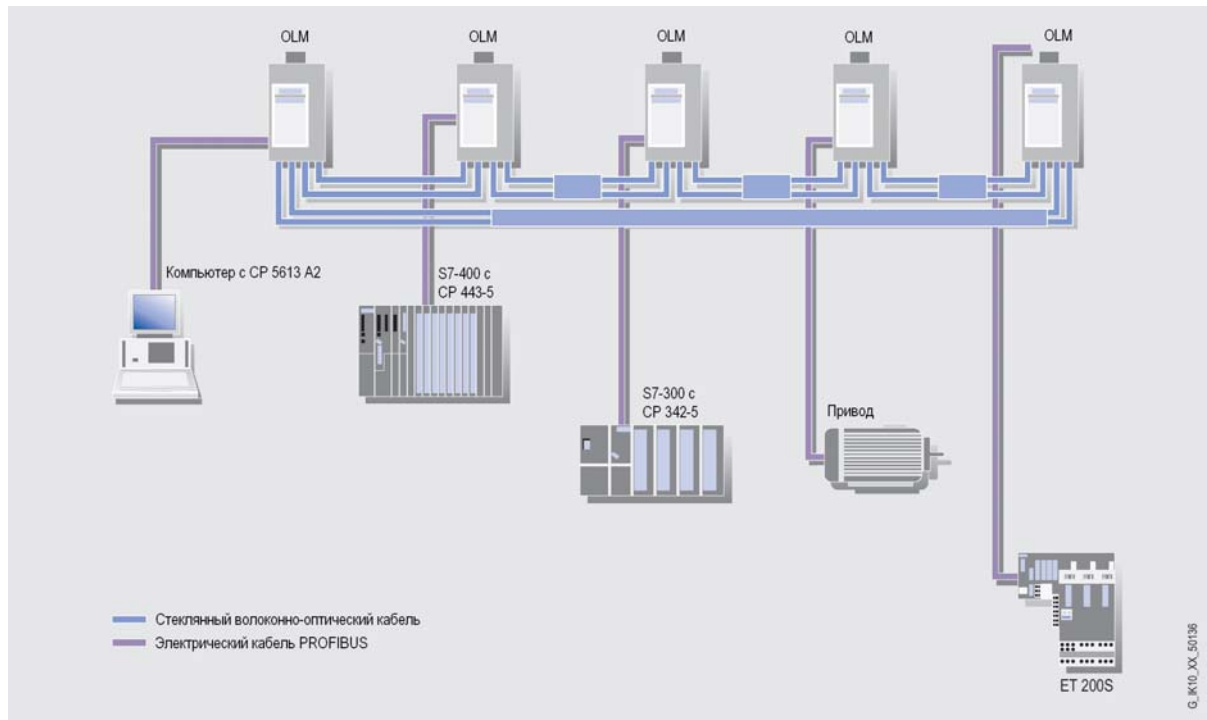 OLM
OLM
OLM
OLM
OLM
Компьютер с CP 5613 A2
S7-400 с
CP 443-5
S7-300 с
CP 342-5
Привод
Стеклянный волоконно-оптический кабель
Электрический кабель PROFIBUS
ET 200S
G_IK10_XX_50136